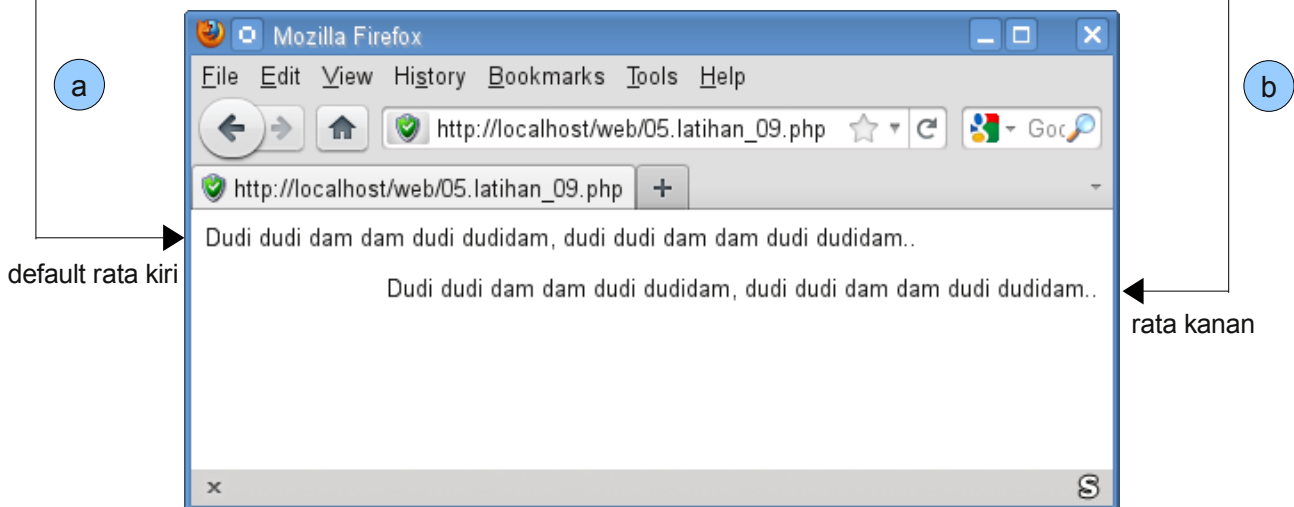 Mozilla Firefox
File Edit View History Bookmarks Tools Help
a
b
http://localhost/web/05.latihan_09.php
Goo
http://localhost/web/05.latihan_09.php +
Dudi dudi dam dam dudi dudidam, dudi dudi dam dam dudi dudidam..
default rata kiri
Dudi dudi dam dam dudi dudidam, dudi dudi dam dam dudi dudidam..
rata kanan
x
S